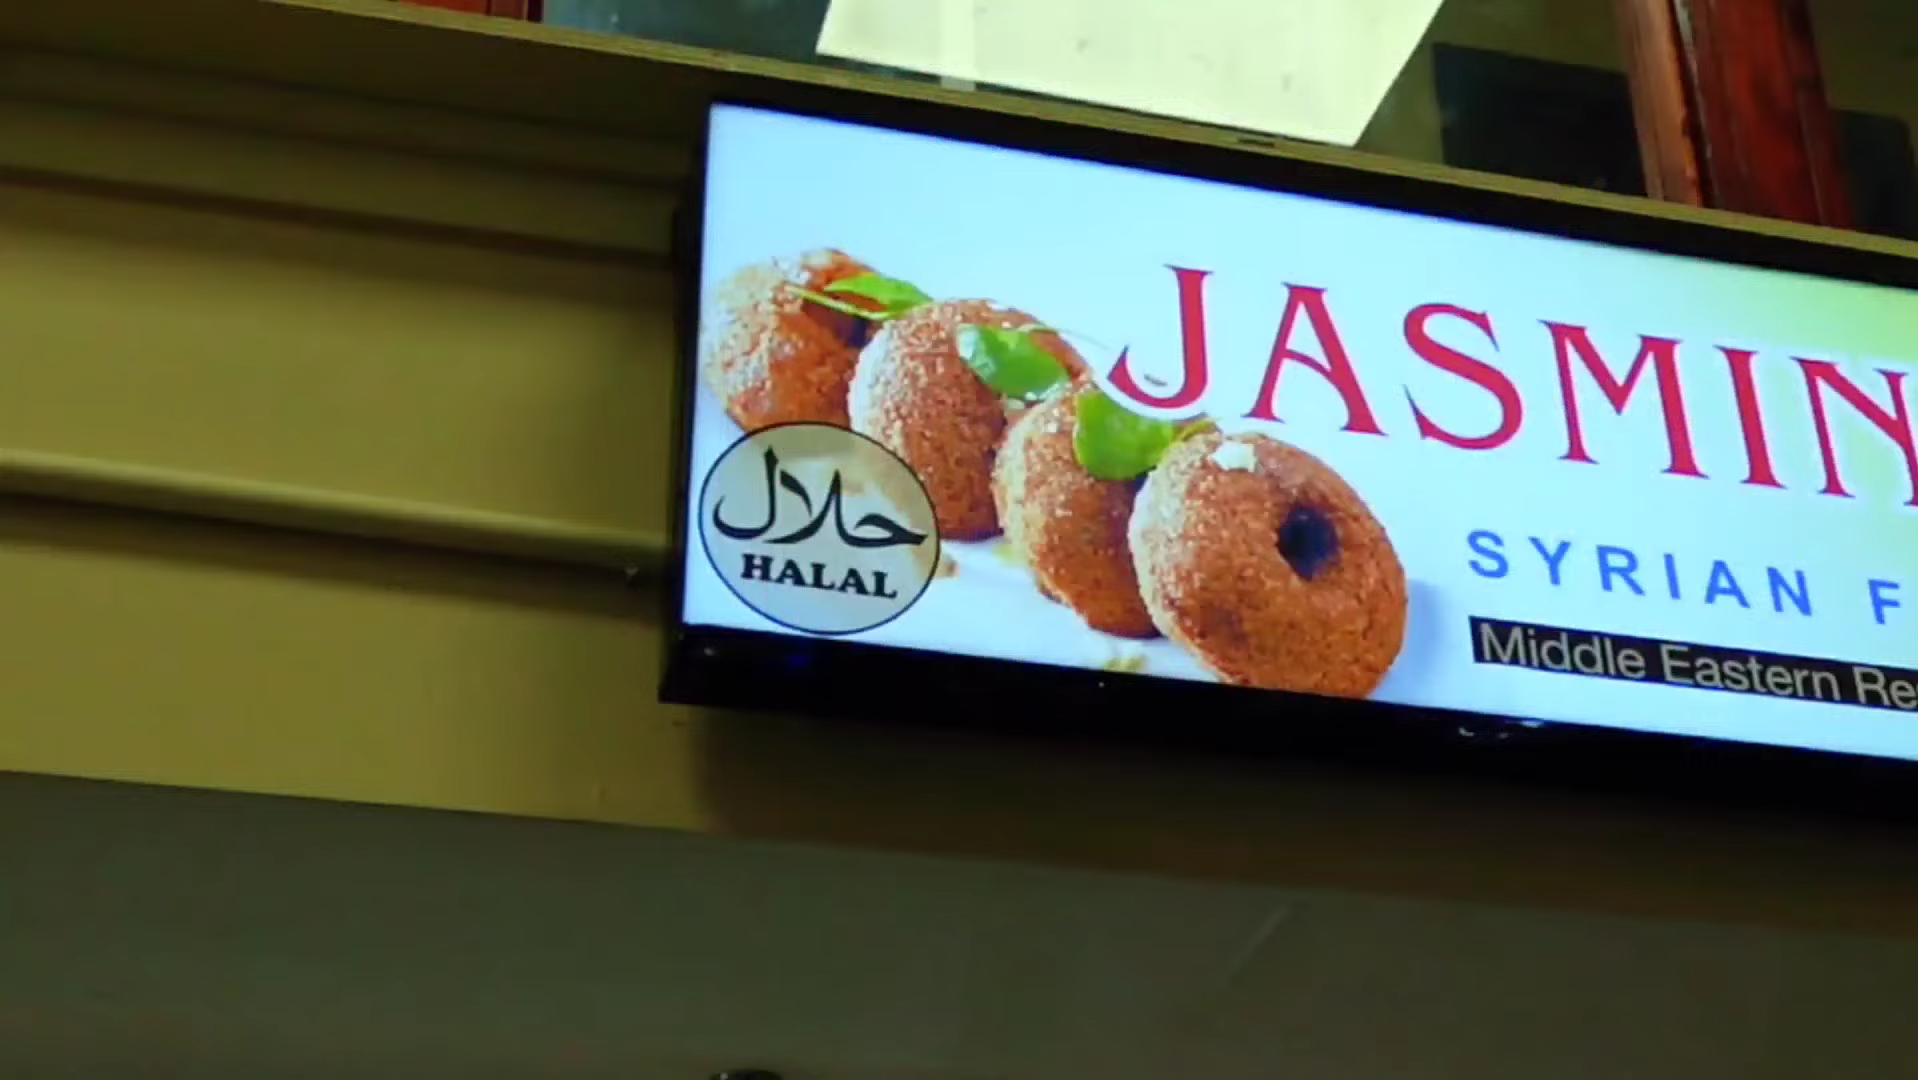 JASMIN
حلال
HALAL
SYRIAN F
Middle Eastern Re